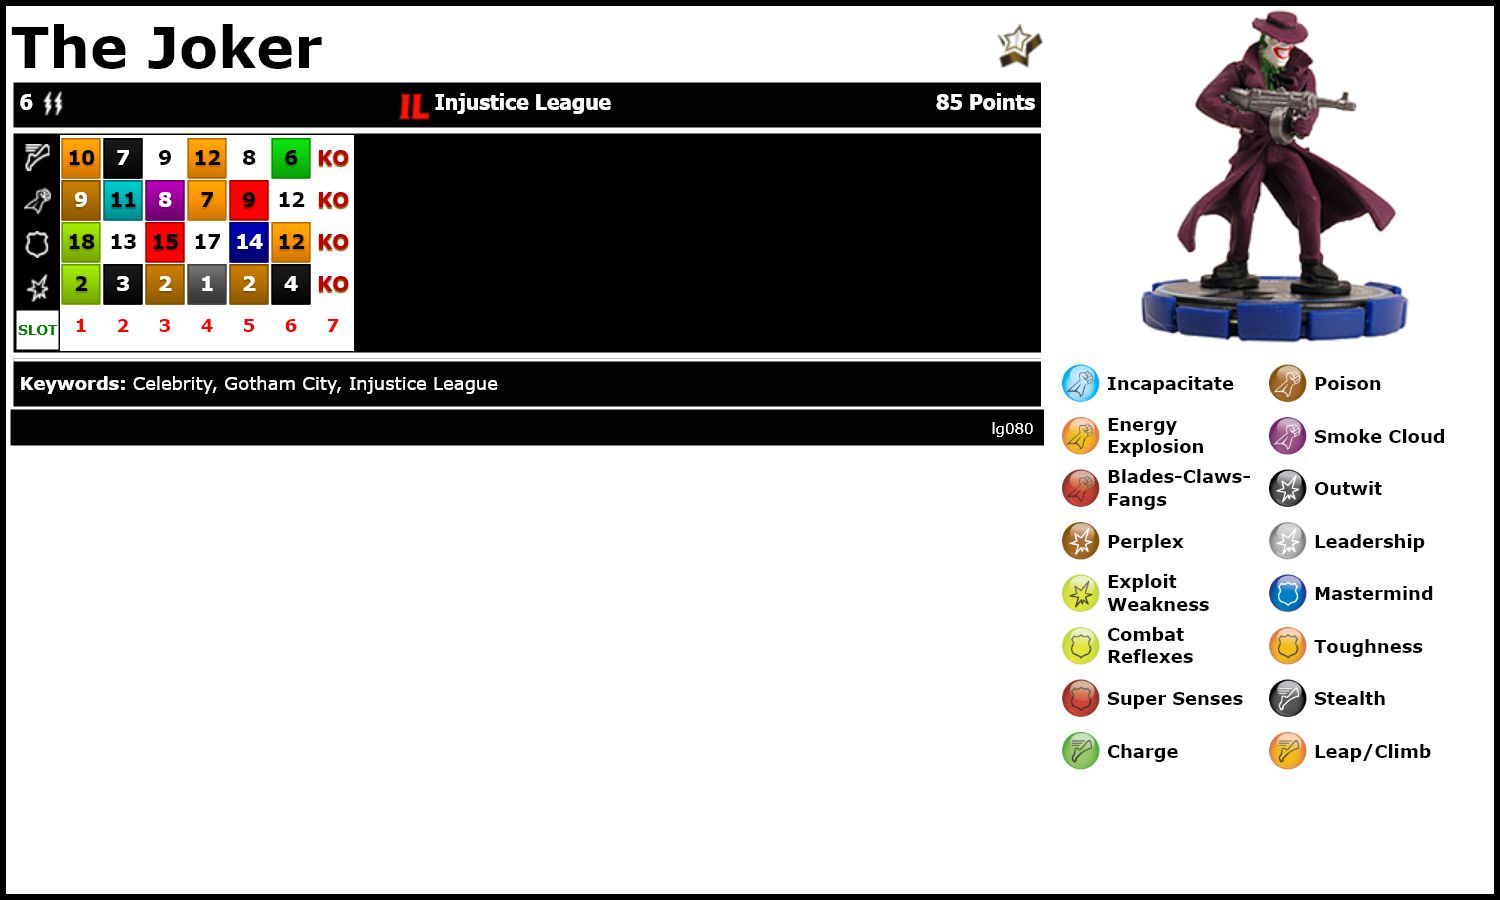 The Joker
6 IL Injustice League 85 Points
10 7 9 12 8 6 KO
9 11 8 7 9 12 KO
18 13 15 17 14 12 KO
2 3 2 1 2 4 KO
SLOT 1 2 3 4 5 6 7
Keywords: Celebrity, Gotham City, Injustice League
lg080
Incapacitate Poison
Energy
Explosion
Smoke Cloud
Blades-Claws-
Fangs
Outwit
Perplex Leadership
Exploit
Weakness
Mastermind
Combat
Reflexes
Toughness
Super Senses Stealth
Charge Leap/Climb